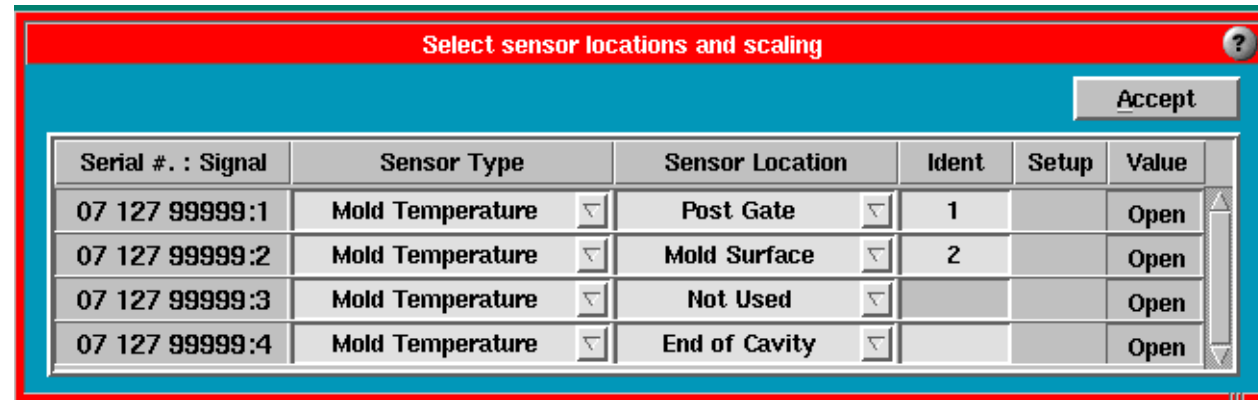 Select sensor locations and scaling ?
Accept
Serial #. : Signal Sensor Type Sensor Location Ident Setup Value
07 127 99999:1 Mold Temperature Post Gate 1 Open
07 127 99999:2 Mold Temperature Mold Surface 2 Open
07 127 99999:3 Mold Temperature Not Used Open
07 127 99999:4 Mold Temperature End of Cavity Open